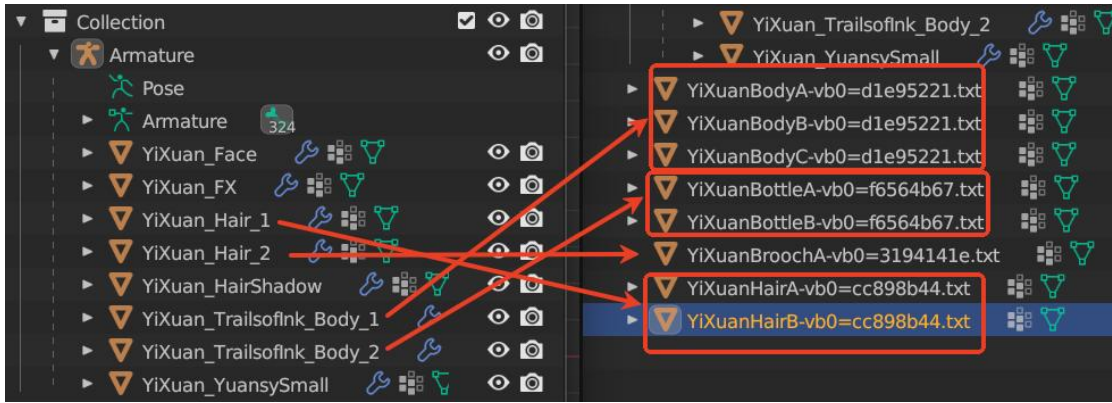 Collection
Armature
Pose
Armature 324
YiXuan_Face
YiXuan_FX
YiXuan_Hair_1
YiXuan_Hair_2
YiXuan_HairShadow
YiXuan_TrailsofInk_Body_1
YiXuan_TrailsofInk_Body_2
YiXuan_YuansySmall
YiXuan_TrailsofInk_Body_2
YiXuan_YuansySmall
YiXuanBodyA-vb0=d1e95221.txt
YiXuanBodyB-vb0=d1e95221.txt
YiXuanBodyC-vb0=d1e95221.txt
YiXuanBottleA-vb0=f6564b67.txt
YiXuanBottleB-vb0=f6564b67.txt
YiXuanBroochA-vb0=3194141e.txt
YiXuanHairA-vb0=cc898b44.txt
YiXuanHairB-vb0=cc898b44.txt